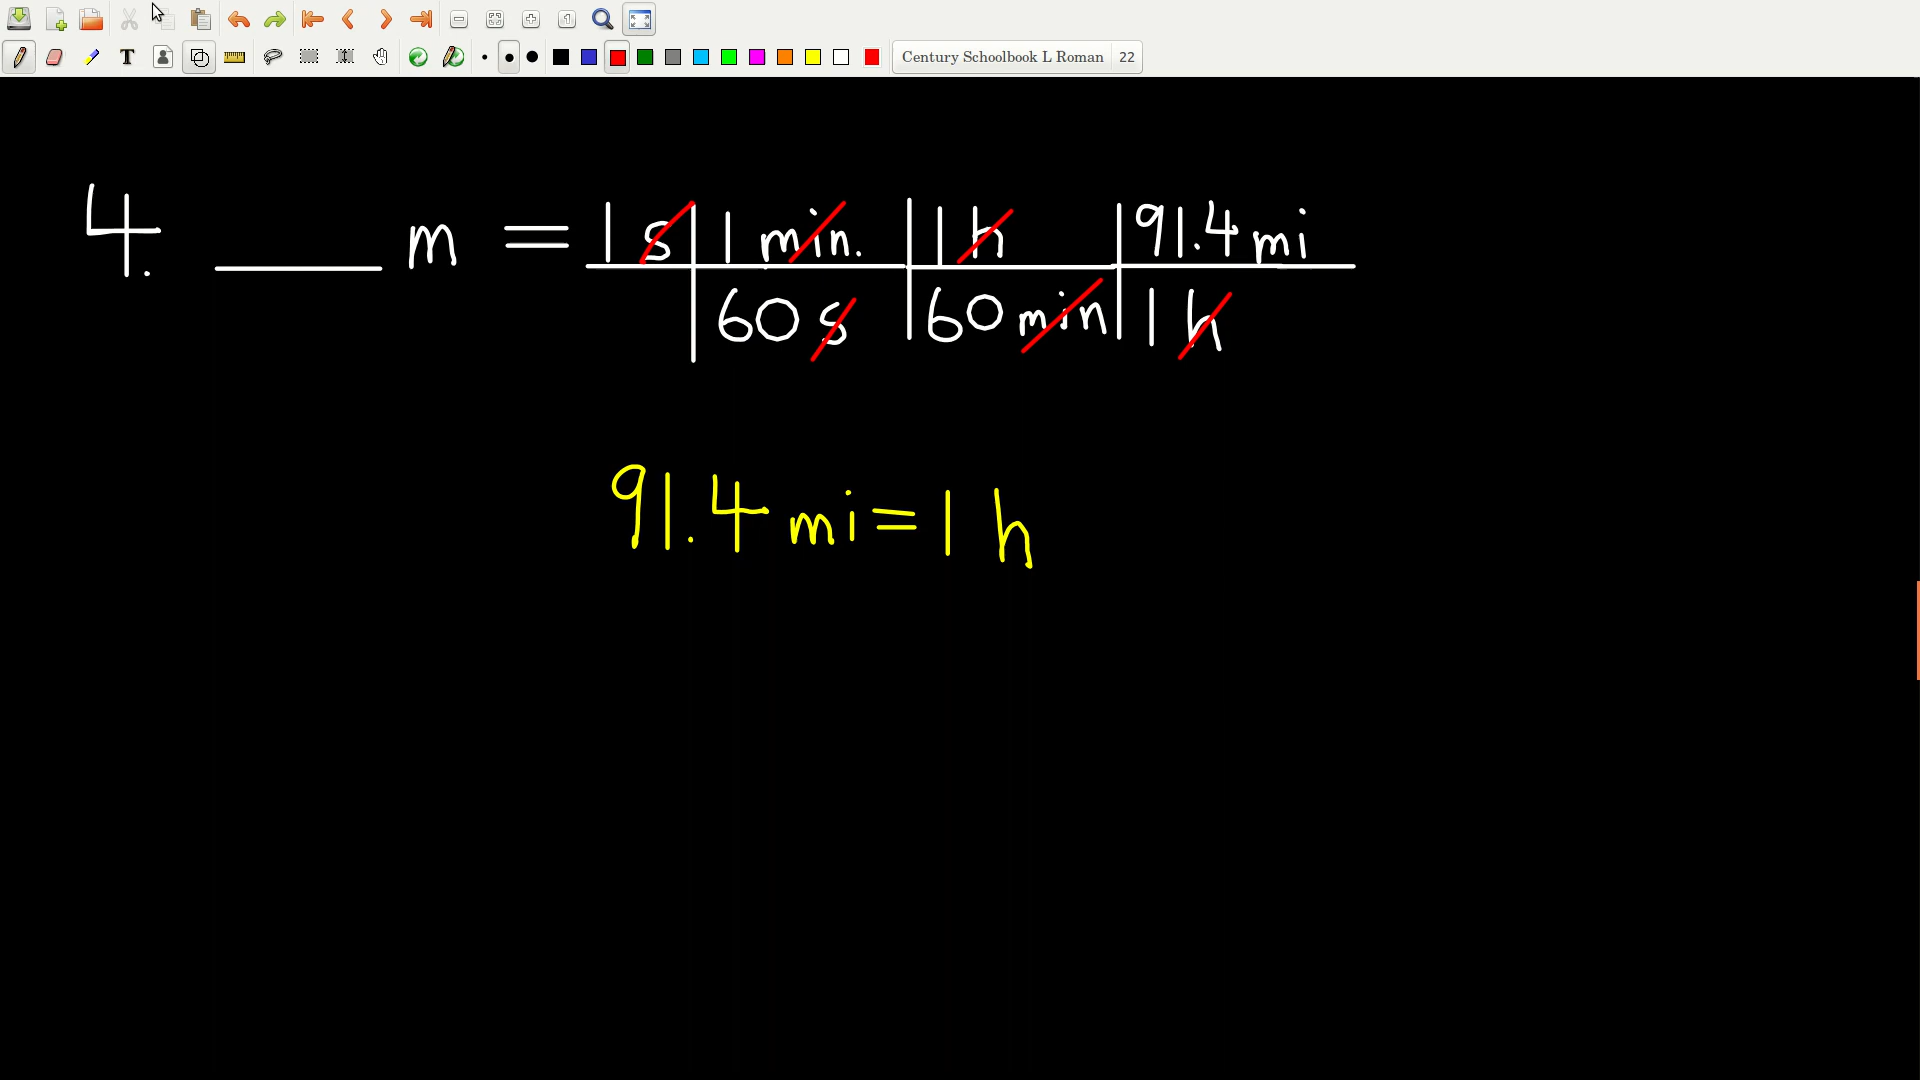 Century Schoolbook L Roman 22
4. ____ m = 1 s | 1 min. | 1 h | 91.4 mi
60 s | 60 min | 1 h
91.4 mi = 1 h